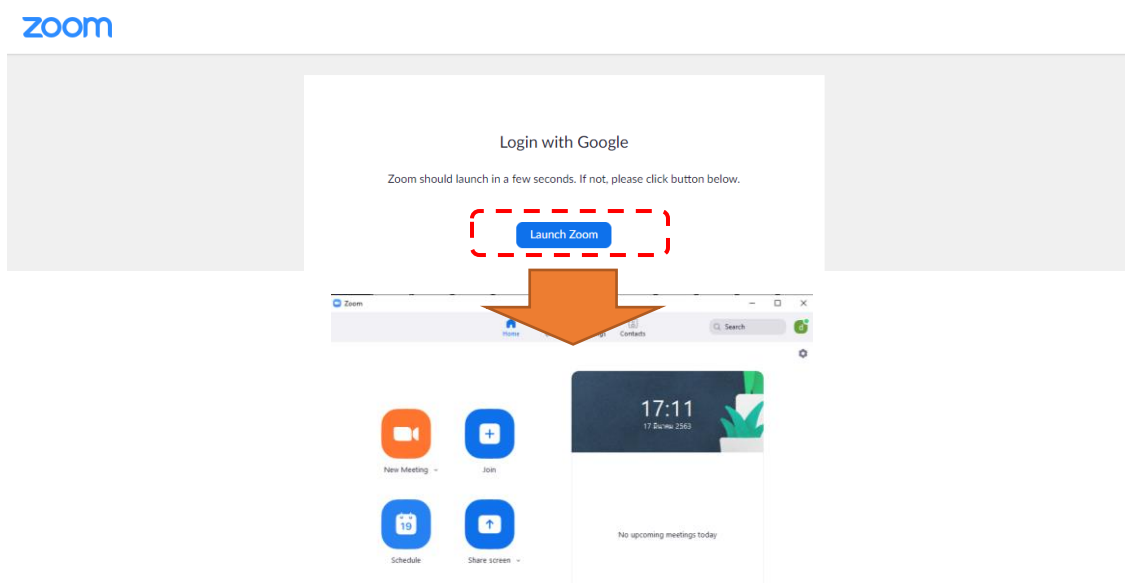 zoom
Login with Google
Zoom should launch in a few seconds. If not, please click button below.
Launch Zoom
Zoom
Home
Contacts
Search
d
17:11
17 มีนาคม 2563
New Meeting
Join
19
Schedule
Share screen
No upcoming meetings today